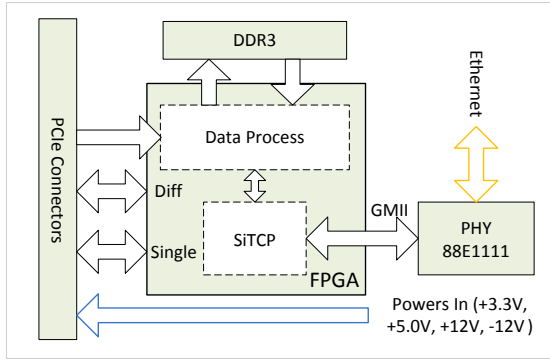 DDR3
PCIe Connectors
Data Process
Ethernet
Diff
GMII
Single
SiTCP
PHY
88E1111
FPGA
Powers In (+3.3V,
+5.0V, +12V, -12V )